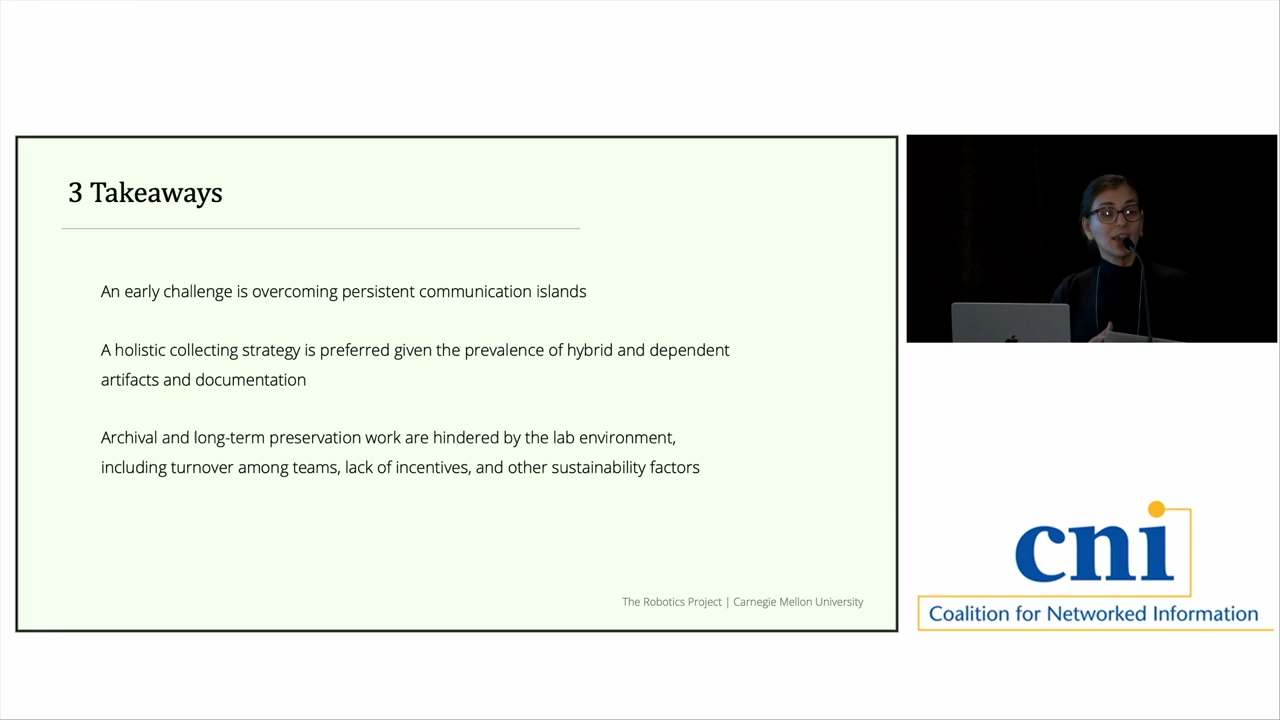 3 Takeaways
An early challenge is overcoming persistent communication islands
A holistic collecting strategy is preferred given the prevalence of hybrid and dependent
artifacts and documentation
Archival and long-term preservation work are hindered by the lab environment,
including turnover among teams, lack of incentives, and other sustainability factors
The Robotics Project | Carnegie Mellon University
cni
Coalition for Networked Information